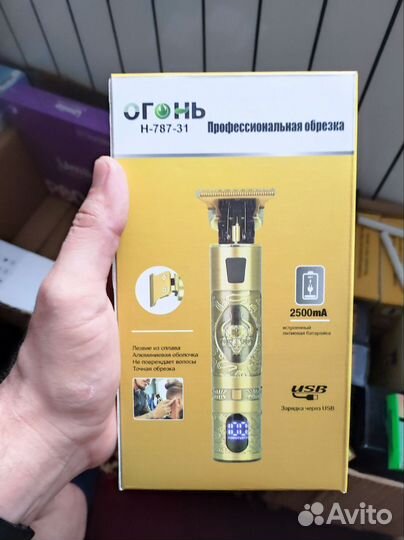 ОГОНЬ
H-787-31
Профессиональная обрезка
2500mA
встроенный
литиевая батарейка
Лезвие из сплава
Алюминиевая оболочка
Не повреждает волосы
Точная обрезка
USB
Зарядка через USB
Avito